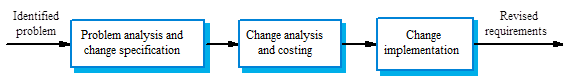 Identified
problem
Problem analysis and
change specification
Change analysis
and costing
Change
implementation
Revised
requirements